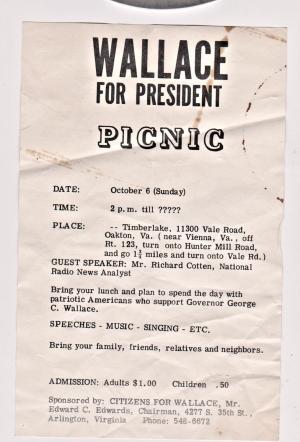 WALLACE
FOR PRESIDENT
PICNIC
DATE: October 6 (Sunday)
TIME: 2 p.m. till ?????
PLACE: -- Timberlake, 11300 Vale Road,
Oakton, Va. ( near Vienna, Va., off
Rt. 123, turn onto Hunter Mill Road,
and go 1¾ miles and turn onto Vale Rd.)
GUEST SPEAKER: Mr. Richard Cotten, National
Radio News Analyst
Bring your lunch and plan to spend the day with
patriotic Americans who support Governor George
C. Wallace.
SPEECHES - MUSIC - SINGING - ETC.
Bring your family, friends, relatives and neighbors.
ADMISSION: Adults $1.00 Children .50
Sponsored by: CITIZENS FOR WALLACE, Mr.
Edward C. Edwards, Chairman, 4277 S. 35th St.,
Arlington, Virginia Phone: 548-6672